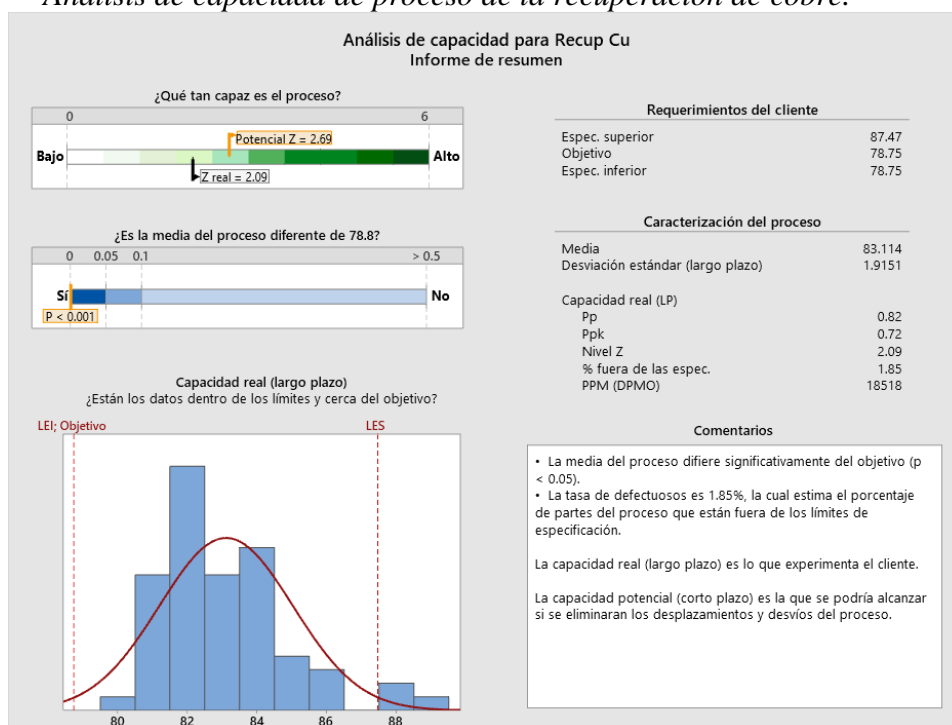 Análisis de capacidad de proceso de la recuperación de cobre.
Análisis de capacidad para Recup Cu
Informe de resumen
¿Qué tan capaz es el proceso?
0 6
Potencial Z = 2.69
Bajo Alto
Z real = 2.09
¿Es la media del proceso diferente de 78.8?
0 0.05 0.1 > 0.5
Sí No
P < 0.001
Capacidad real (largo plazo)
¿Están los datos dentro de los límites y cerca del objetivo?
LEI; Objetivo LES
80 82 84 86 88
Requerimientos del cliente
Espec. superior 87.47
Objetivo 78.75
Espec. inferior 78.75
Caracterización del proceso
Media 83.114
Desviación estándar (largo plazo) 1.9151
Capacidad real (LP)
Pp 0.82
Ppk 0.72
Nivel Z 2.09
% fuera de las espec. 1.85
PPM (DPMO) 18518
Comentarios
• La media del proceso difiere significativamente del objetivo (p
< 0.05).
• La tasa de defectuosos es 1.85%, la cual estima el porcentaje
de partes del proceso que están fuera de los límites de
especificación.
La capacidad real (largo plazo) es lo que experimenta el cliente.
La capacidad potencial (corto plazo) es la que se podría alcanzar
si se eliminaran los desplazamientos y desvíos del proceso.